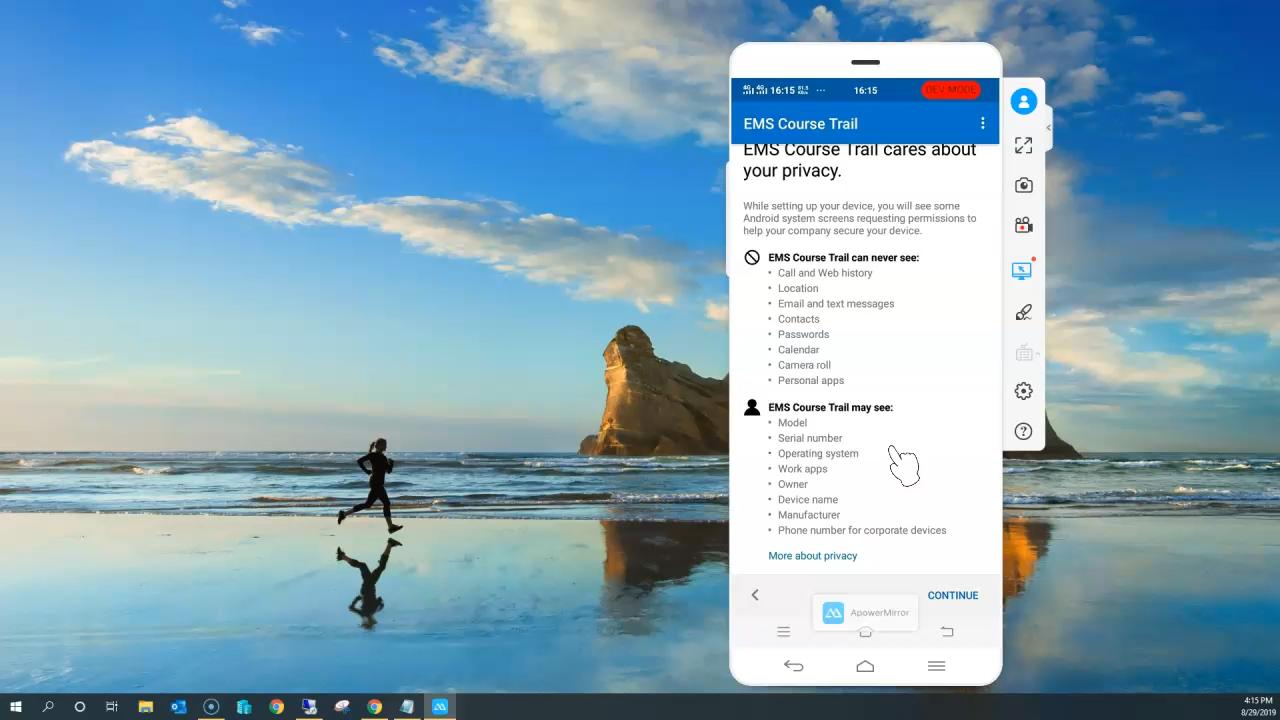 16:15 81.5 KB/s ... 16:15 DEV MODE
EMS Course Trail
EMS Course Trail cares about
your privacy.
While setting up your device, you will see some
Android system screens requesting permissions to
help your company secure your device.
EMS Course Trail can never see:
• Call and Web history
• Location
• Email and text messages
• Contacts
• Passwords
• Calendar
• Camera roll
• Personal apps
EMS Course Trail may see:
• Model
• Serial number
• Operating system
• Work apps
• Owner
• Device name
• Manufacturer
• Phone number for corporate devices
More about privacy
CONTINUE
ApowerMirror
4:15 PM
8/29/2019